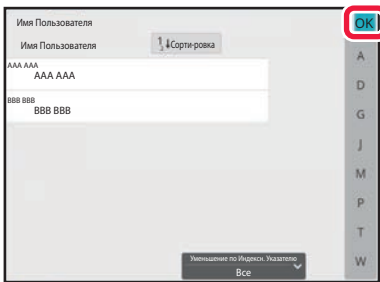 Имя Пользователя
OK
Имя Пользователя
Сорти-ровка
AAA AAA
AAA AAA
BBB BBB
BBB BBB
A
D
G
J
M
P
T
W
Уменьшение по Индексн. Указателю
Все